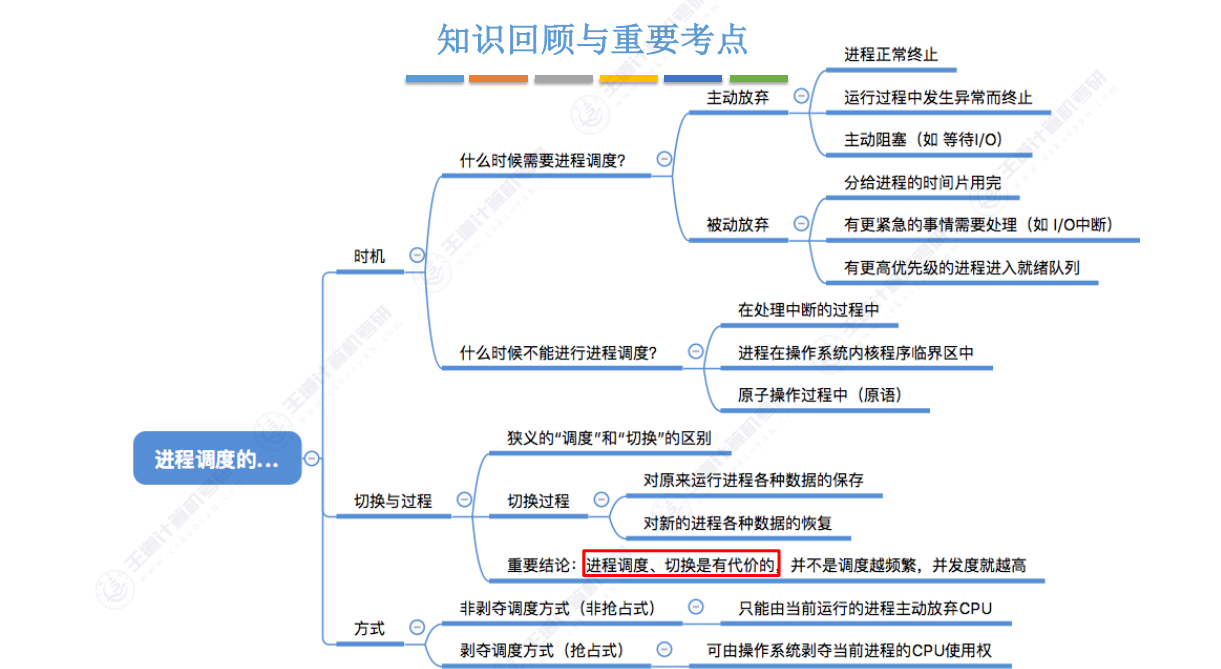 知识回顾与重要考点
进程调度的...
时机
什么时候需要进程调度？
主动放弃
进程正常终止
运行过程中发生异常而终止
主动阻塞（如 等待I/O）
被动放弃
分给进程的时间片用完
有更紧急的事情需要处理（如 I/O中断）
有更高优先级的进程进入就绪队列
什么时候不能进行进程调度？
在处理中断的过程中
进程在操作系统内核程序临界区中
原子操作过程中（原语）
切换与过程
狭义的“调度”和“切换”的区别
切换过程
对原来运行进程各种数据的保存
对新的进程各种数据的恢复
重要结论：进程调度、切换是有代价的，并不是调度越频繁，并发度就越高
方式
非剥夺调度方式（非抢占式）
只能由当前运行的进程主动放弃CPU
剥夺调度方式（抢占式）
可由操作系统剥夺当前进程的CPU使用权
王道计算机考研
www.cskaoyan.com